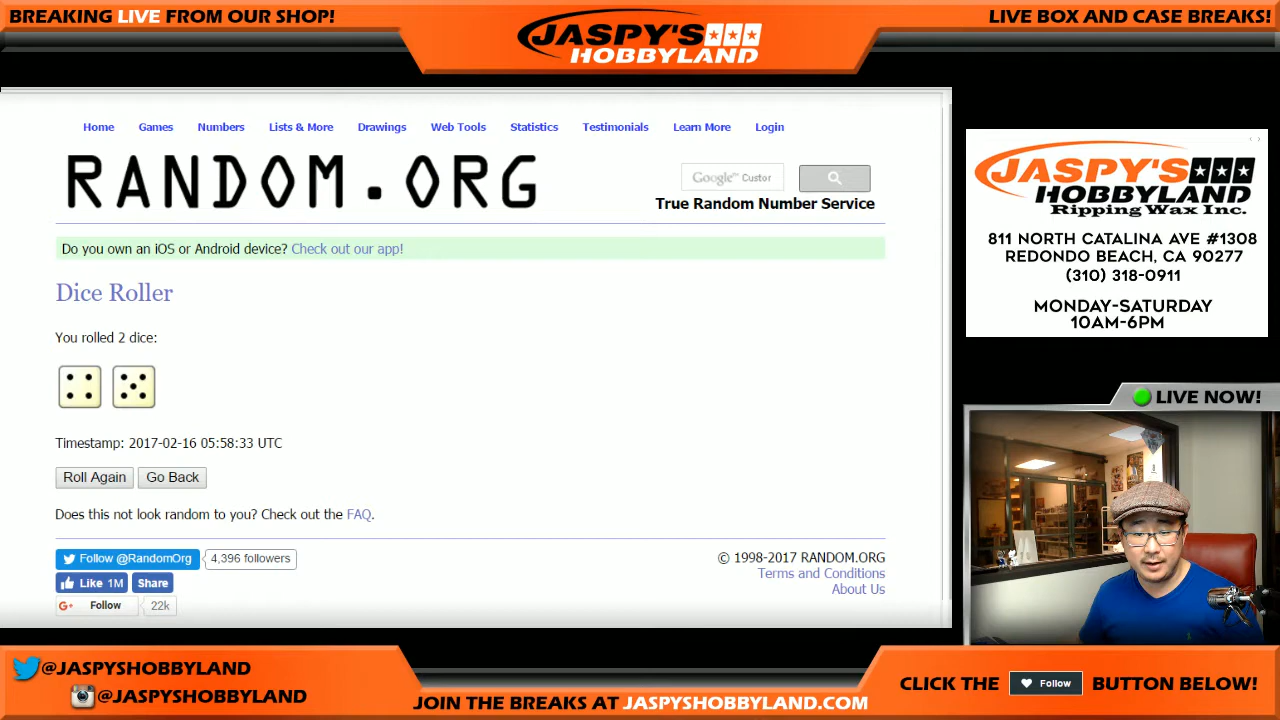 BREAKING LIVE FROM OUR SHOP!
JASPY'S
HOBBYLAND
LIVE BOX AND CASE BREAKS!
Home Games Numbers Lists & More Drawings Web Tools Statistics Testimonials Learn More Login
RANDOM.ORG
Google™ Custor
True Random Number Service
Do you own an iOS or Android device? Check out our app!
Dice Roller
You rolled 2 dice:
Timestamp: 2017-02-16 05:58:33 UTC
Roll Again Go Back
Does this not look random to you? Check out the FAQ.
Follow @RandomOrg 4,396 followers
Like 1M Share
G+ Follow 22k
© 1998-2017 RANDOM.ORG
Terms and Conditions
About Us
JASPY'S
HOBBYLAND
Ripping Wax Inc.
811 NORTH CATALINA AVE #1308
REDONDO BEACH, CA 90277
(310) 318-0911
MONDAY-SATURDAY
10AM-6PM
LIVE NOW!
@JASPYSHOBBYLAND
@JASPYSHOBBYLAND
JOIN THE BREAKS AT JASPYSHOBBYLAND.COM
CLICK THE Follow BUTTON BELOW!